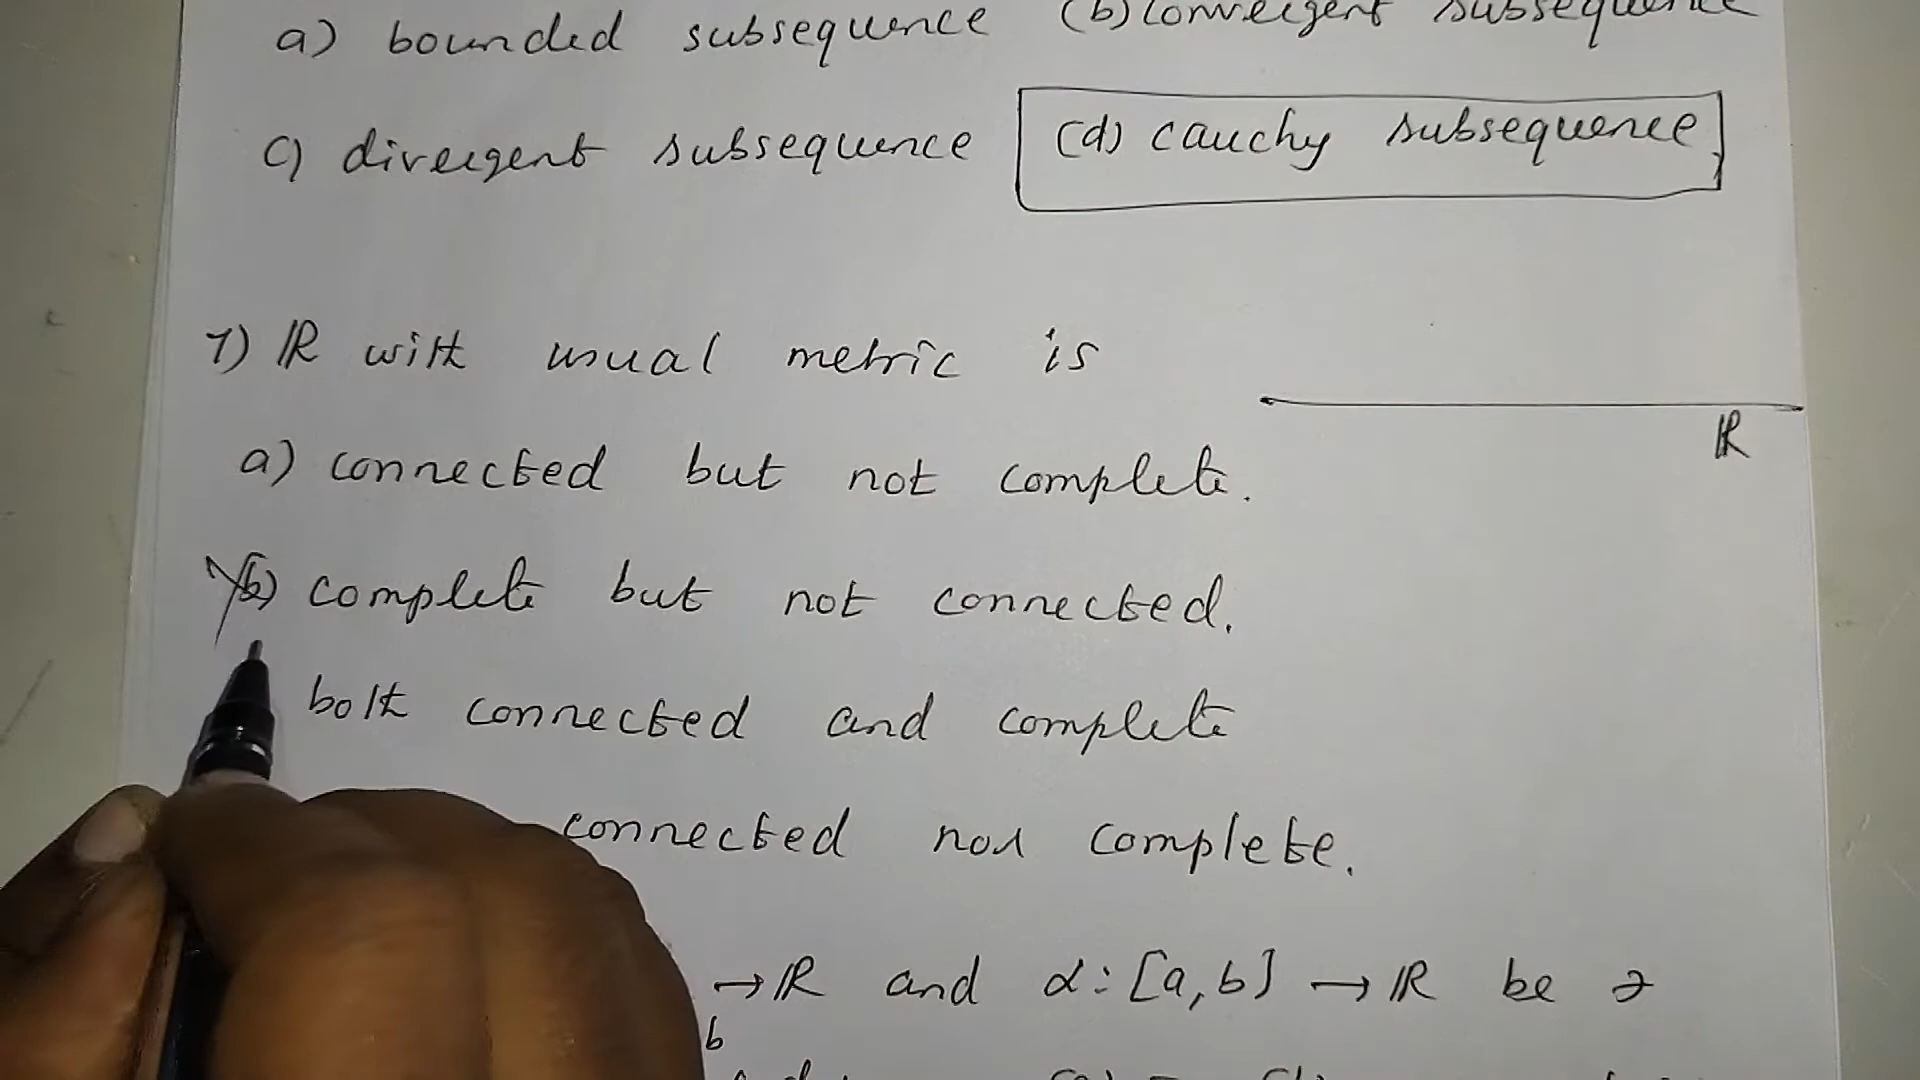 a) bounded subsequence (b) convergent subsequence
c) divergent subsequence (d) cauchy subsequence
7) ℝ with usual metric is
ℝ
a) connected but not complete.
b) complete but not connected.
both connected and complete
connected nor complete.
→ℝ and α: [a,b] → ℝ be 2
b